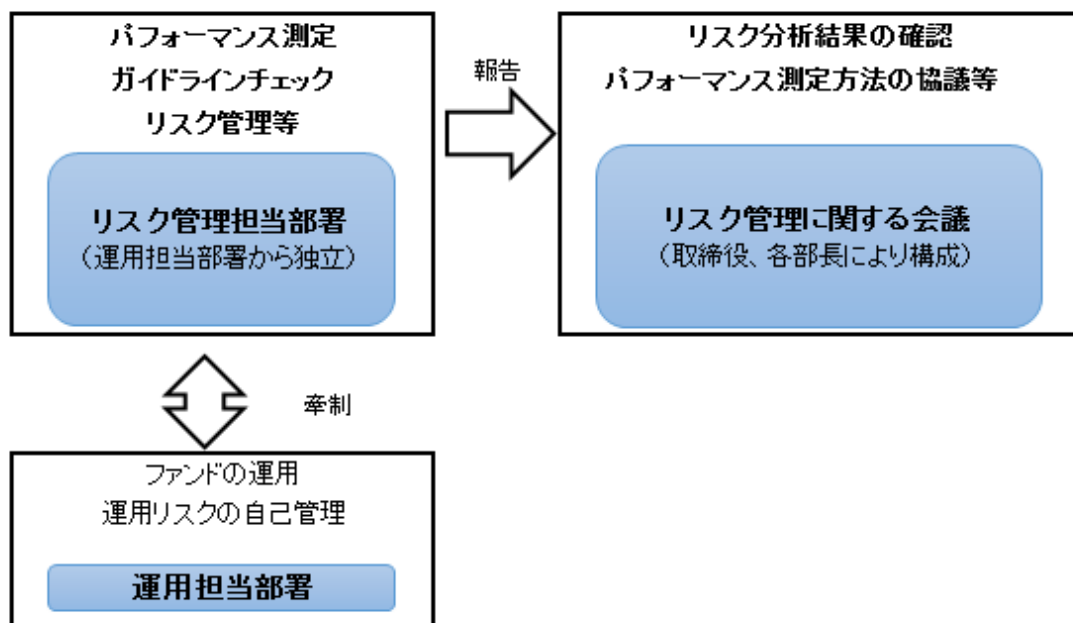 パフォーマンス測定
ガイドラインチェック
リスク管理等
リスク管理担当部署
（運用担当部署から独立）
報告
リスク分析結果の確認
パフォーマンス測定方法の協議等
リスク管理に関する会議
（取締役、各部長により構成）
牽制
ファンドの運用
運用リスクの自己管理
運用担当部署